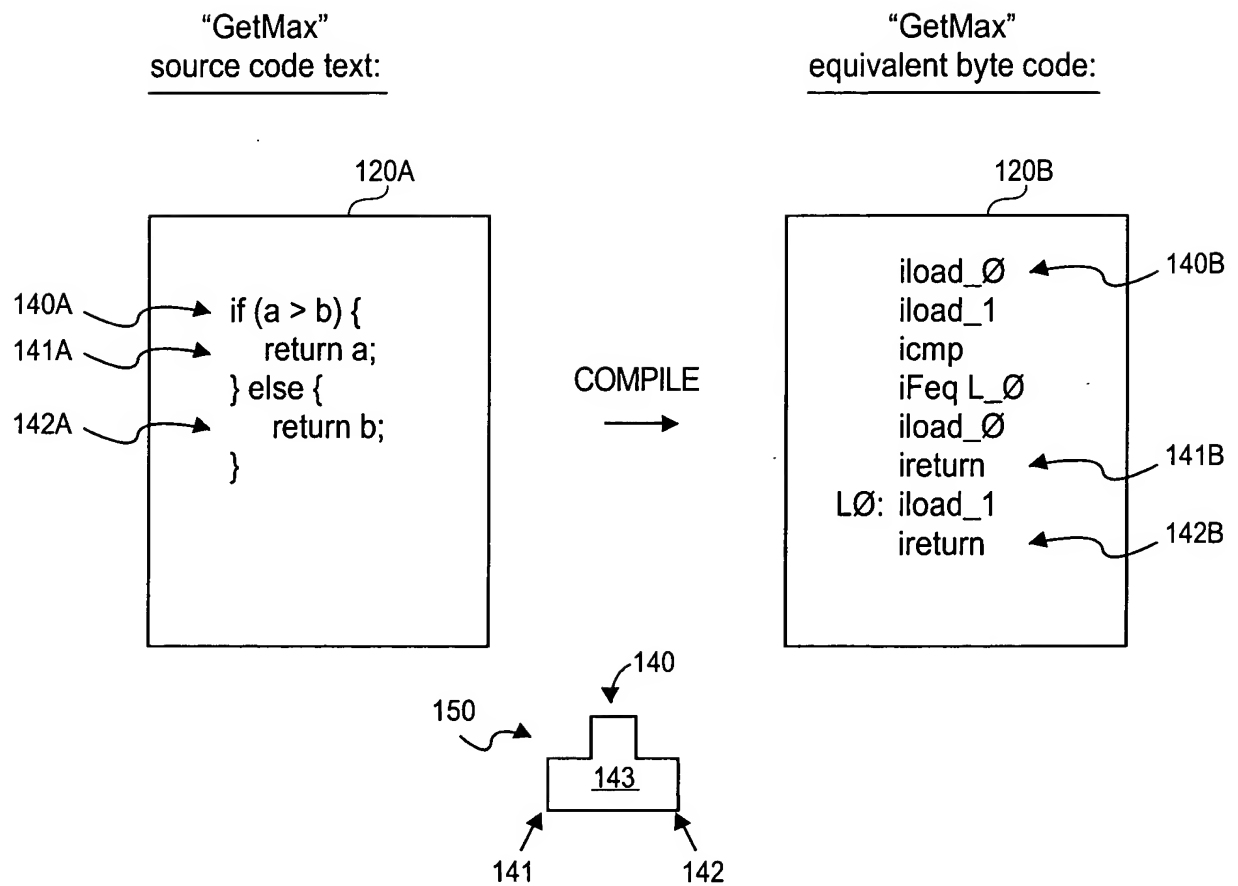 “GetMax”
source code text:
“GetMax”
equivalent byte code:
120A
120B
140A
if (a > b) {
141A
return a;
} else {
142A
return b;
}
COMPILE
iload_Ø
140B
iload_1
icmp
iFeq L_Ø
iload_Ø
ireturn
141B
LØ: iload_1
ireturn
142B
140
150
143
141
142